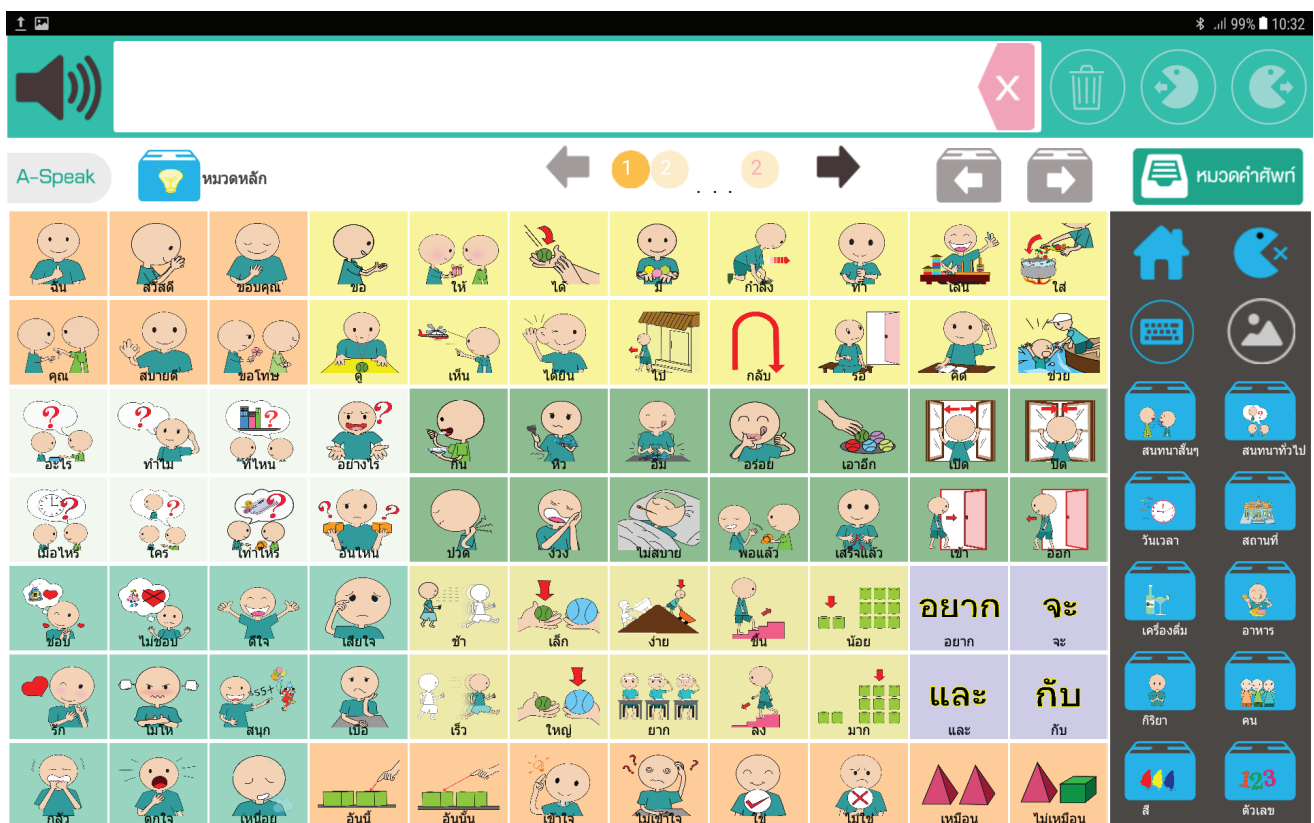 99% 10:32
X
A-Speak
หมวดหลัก
1 2 . . . 2
หมวดคำศัพท์
ฉัน สวัสดี ขอบคุณ ขอ ให้ ได้ มี กำลัง ทำ เล่น ใส่
คุณ สบายดี ขอโทษ ดู เห็น ได้ยิน ไป กลับ รอ คิด ช่วย
อะไร ทำไม ที่ไหน อย่างไร กิน หิว อิ่ม อร่อย เอาอีก เปิด ปิด
สนทนาสั้นๆ สนทนาทั่วไป
เมื่อไหร่ ใคร เท่าไหร่ อันไหน ปวด ง่วง ไม่สบาย พอแล้ว เสร็จแล้ว เข้า ออก
วันเวลา สถานที่
อยาก จะ
ชอบ ไม่ชอบ ดีใจ เสียใจ ช้า เล็ก ง่าย ขึ้น น้อย อยาก จะ
เครื่องดื่ม อาหาร
และ กับ
รัก โมโห สนุก เบื่อ เร็ว ใหญ่ ยาก ลง มาก และ กับ
กิริยา คน
123
กลัว ตกใจ เหนื่อย อันนี้ อันนั้น เข้าใจ ไม่เข้าใจ ใช่ ไม่ใช่ เหมือน ไม่เหมือน
สี ตัวเลข